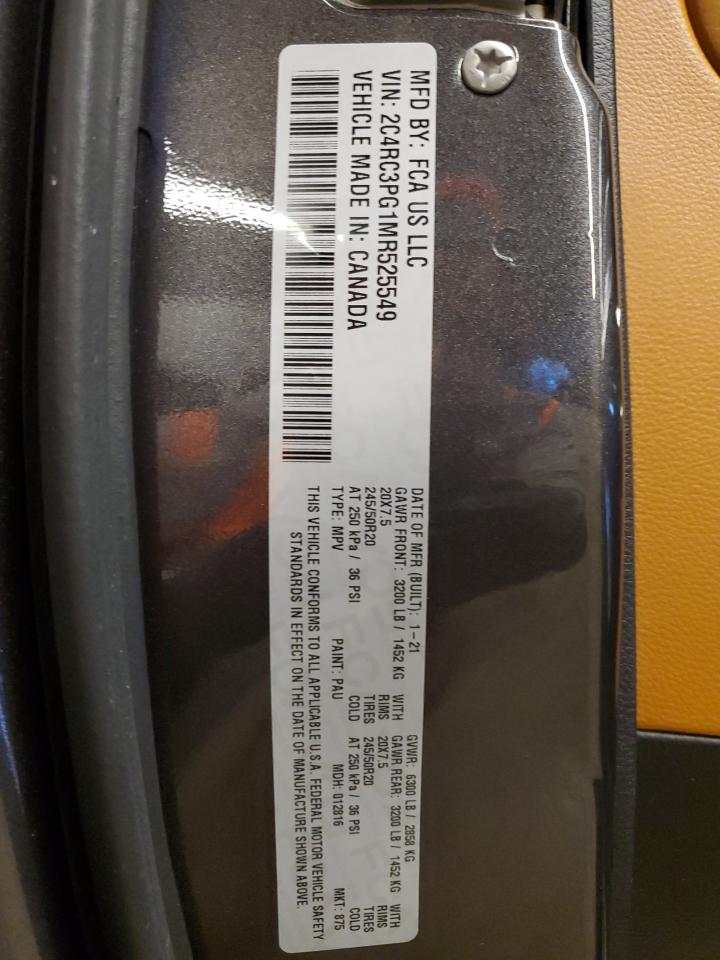 MFD BY: FCA US LLC
VIN: 2C4RC3PG1MR525549
VEHICLE MADE IN: CANADA
DATE OF MFR (BUILT): 1-21 GVWR: 6300 LB / 2858 KG
GAWR FRONT: 3200 LB / 1452 KG WITH GAWR REAR: 3200 LB / 1452 KG WITH
20X7.5 RIMS 20X7.5 RIMS
245/50R20 TIRES 245/50R20 TIRES
AT 250 kPa / 36 PSI COLD AT 250 kPa / 36 PSI COLD
TYPE: MPV PAINT: PAU MDH: 012816 MKT: 875
THIS VEHICLE CONFORMS TO ALL APPLICABLE U.S.A. FEDERAL MOTOR VEHICLE SAFETY
STANDARDS IN EFFECT ON THE DATE OF MANUFACTURE SHOWN ABOVE.